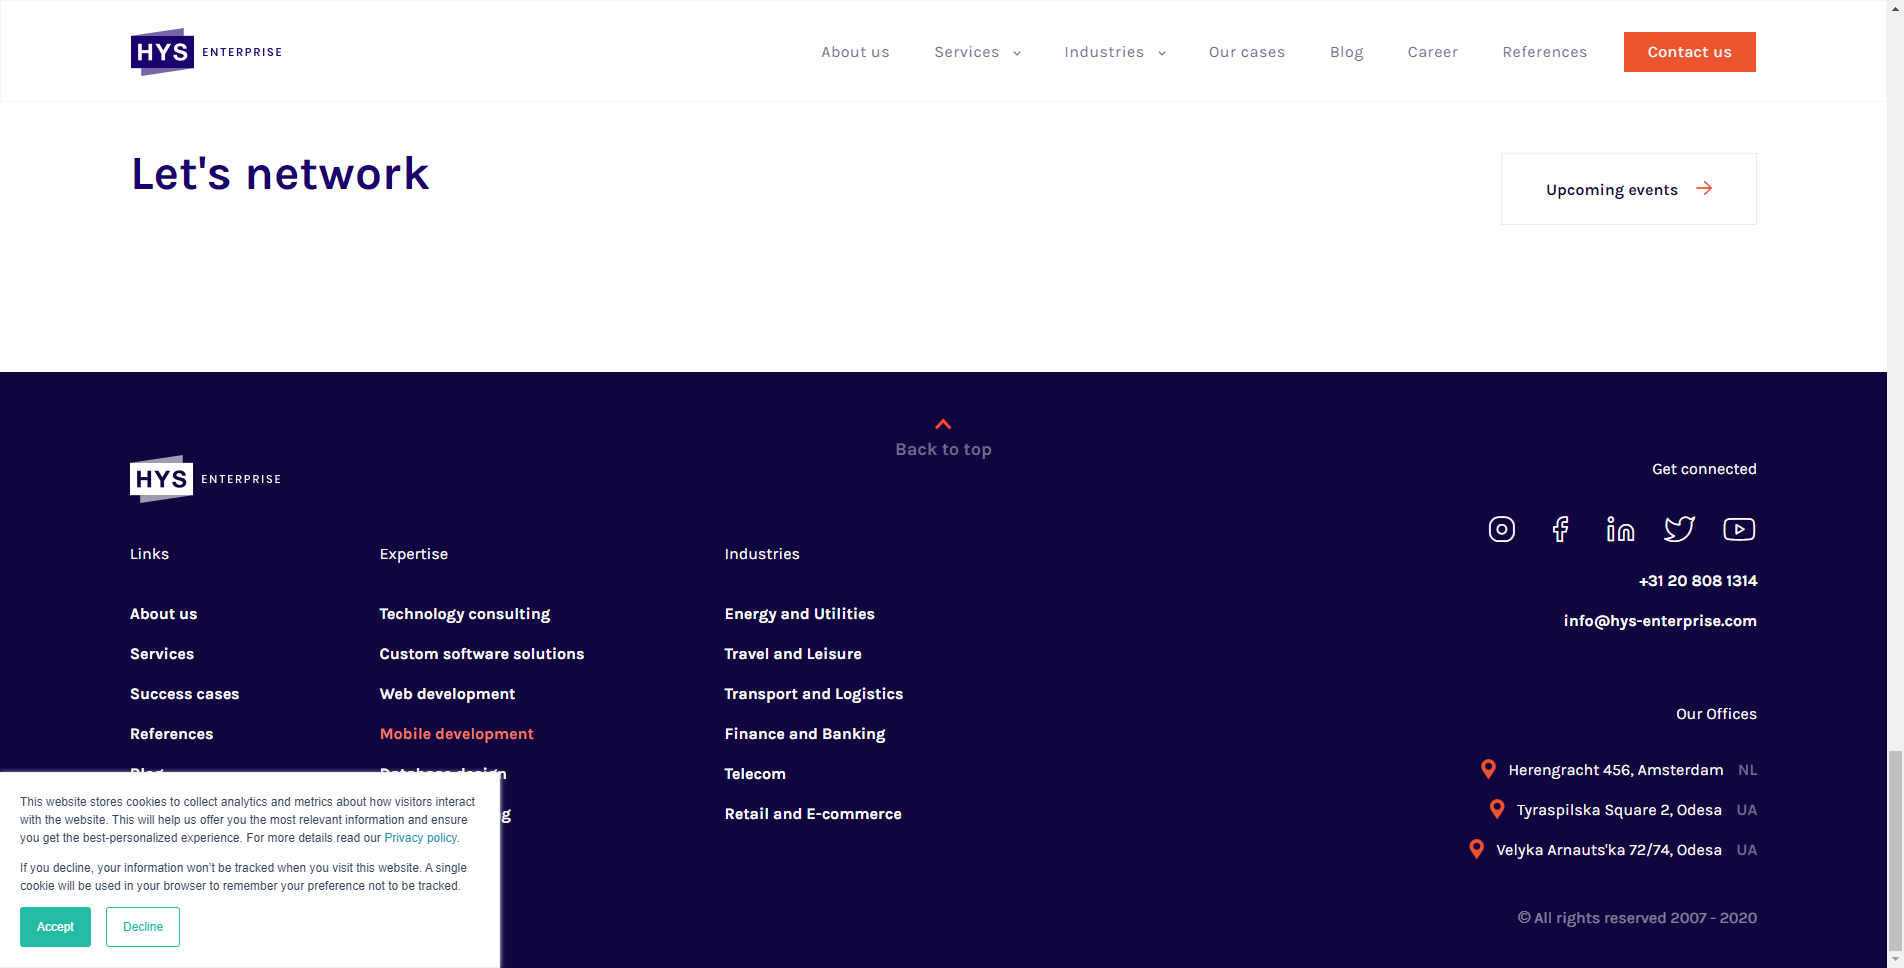 HYS ENTERPRISE
About us Services Industries Our cases Blog Career References Contact us
Let's network
Upcoming events
Back to top
HYS ENTERPRISE
Get connected
Links
About us
Services
Success cases
References
Blog
Expertise
Technology consulting
Custom software solutions
Web development
Mobile development
Database design
Industries
Energy and Utilities
Travel and Leisure
Transport and Logistics
Finance and Banking
Telecom
Retail and E-commerce
+31 20 808 1314
info@hys-enterprise.com
Our Offices
Herengracht 456, Amsterdam NL
Tyraspilska Square 2, Odesa UA
Velyka Arnauts'ka 72/74, Odesa UA
© All rights reserved 2007 - 2020
This website stores cookies to collect analytics and metrics about how visitors interact
with the website. This will help us offer you the most relevant information and ensure
you get the best-personalized experience. For more details read our Privacy policy.
If you decline, your information won't be tracked when you visit this website. A single
cookie will be used in your browser to remember your preference not to be tracked.
Accept Decline